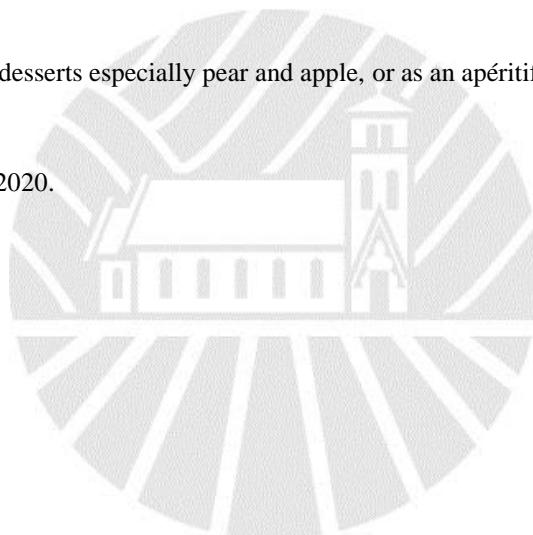 desserts especially pear and apple, or as an apéritif
2020.